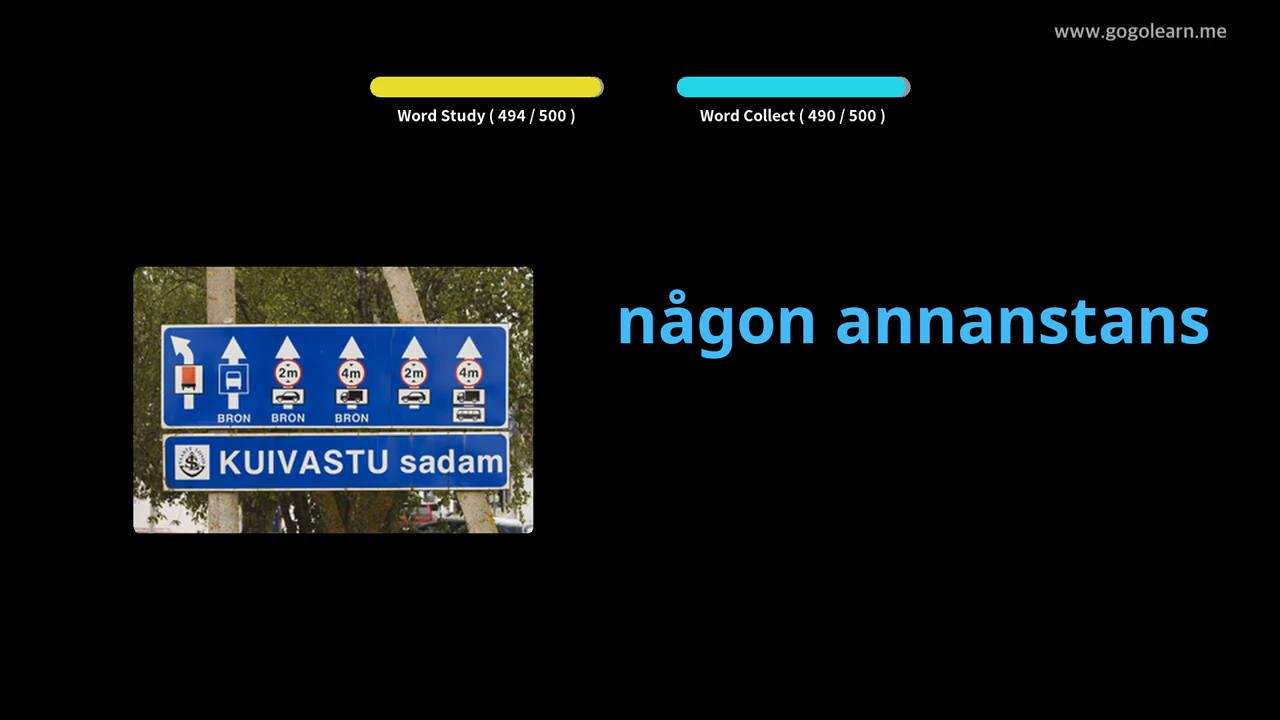 www.gogolearn.me
Word Study ( 494 / 500 )
Word Collect ( 490 / 500 )
någon annanstans
2m 4m 2m 4m
BRON BRON BRON
KUIVASTU sadam